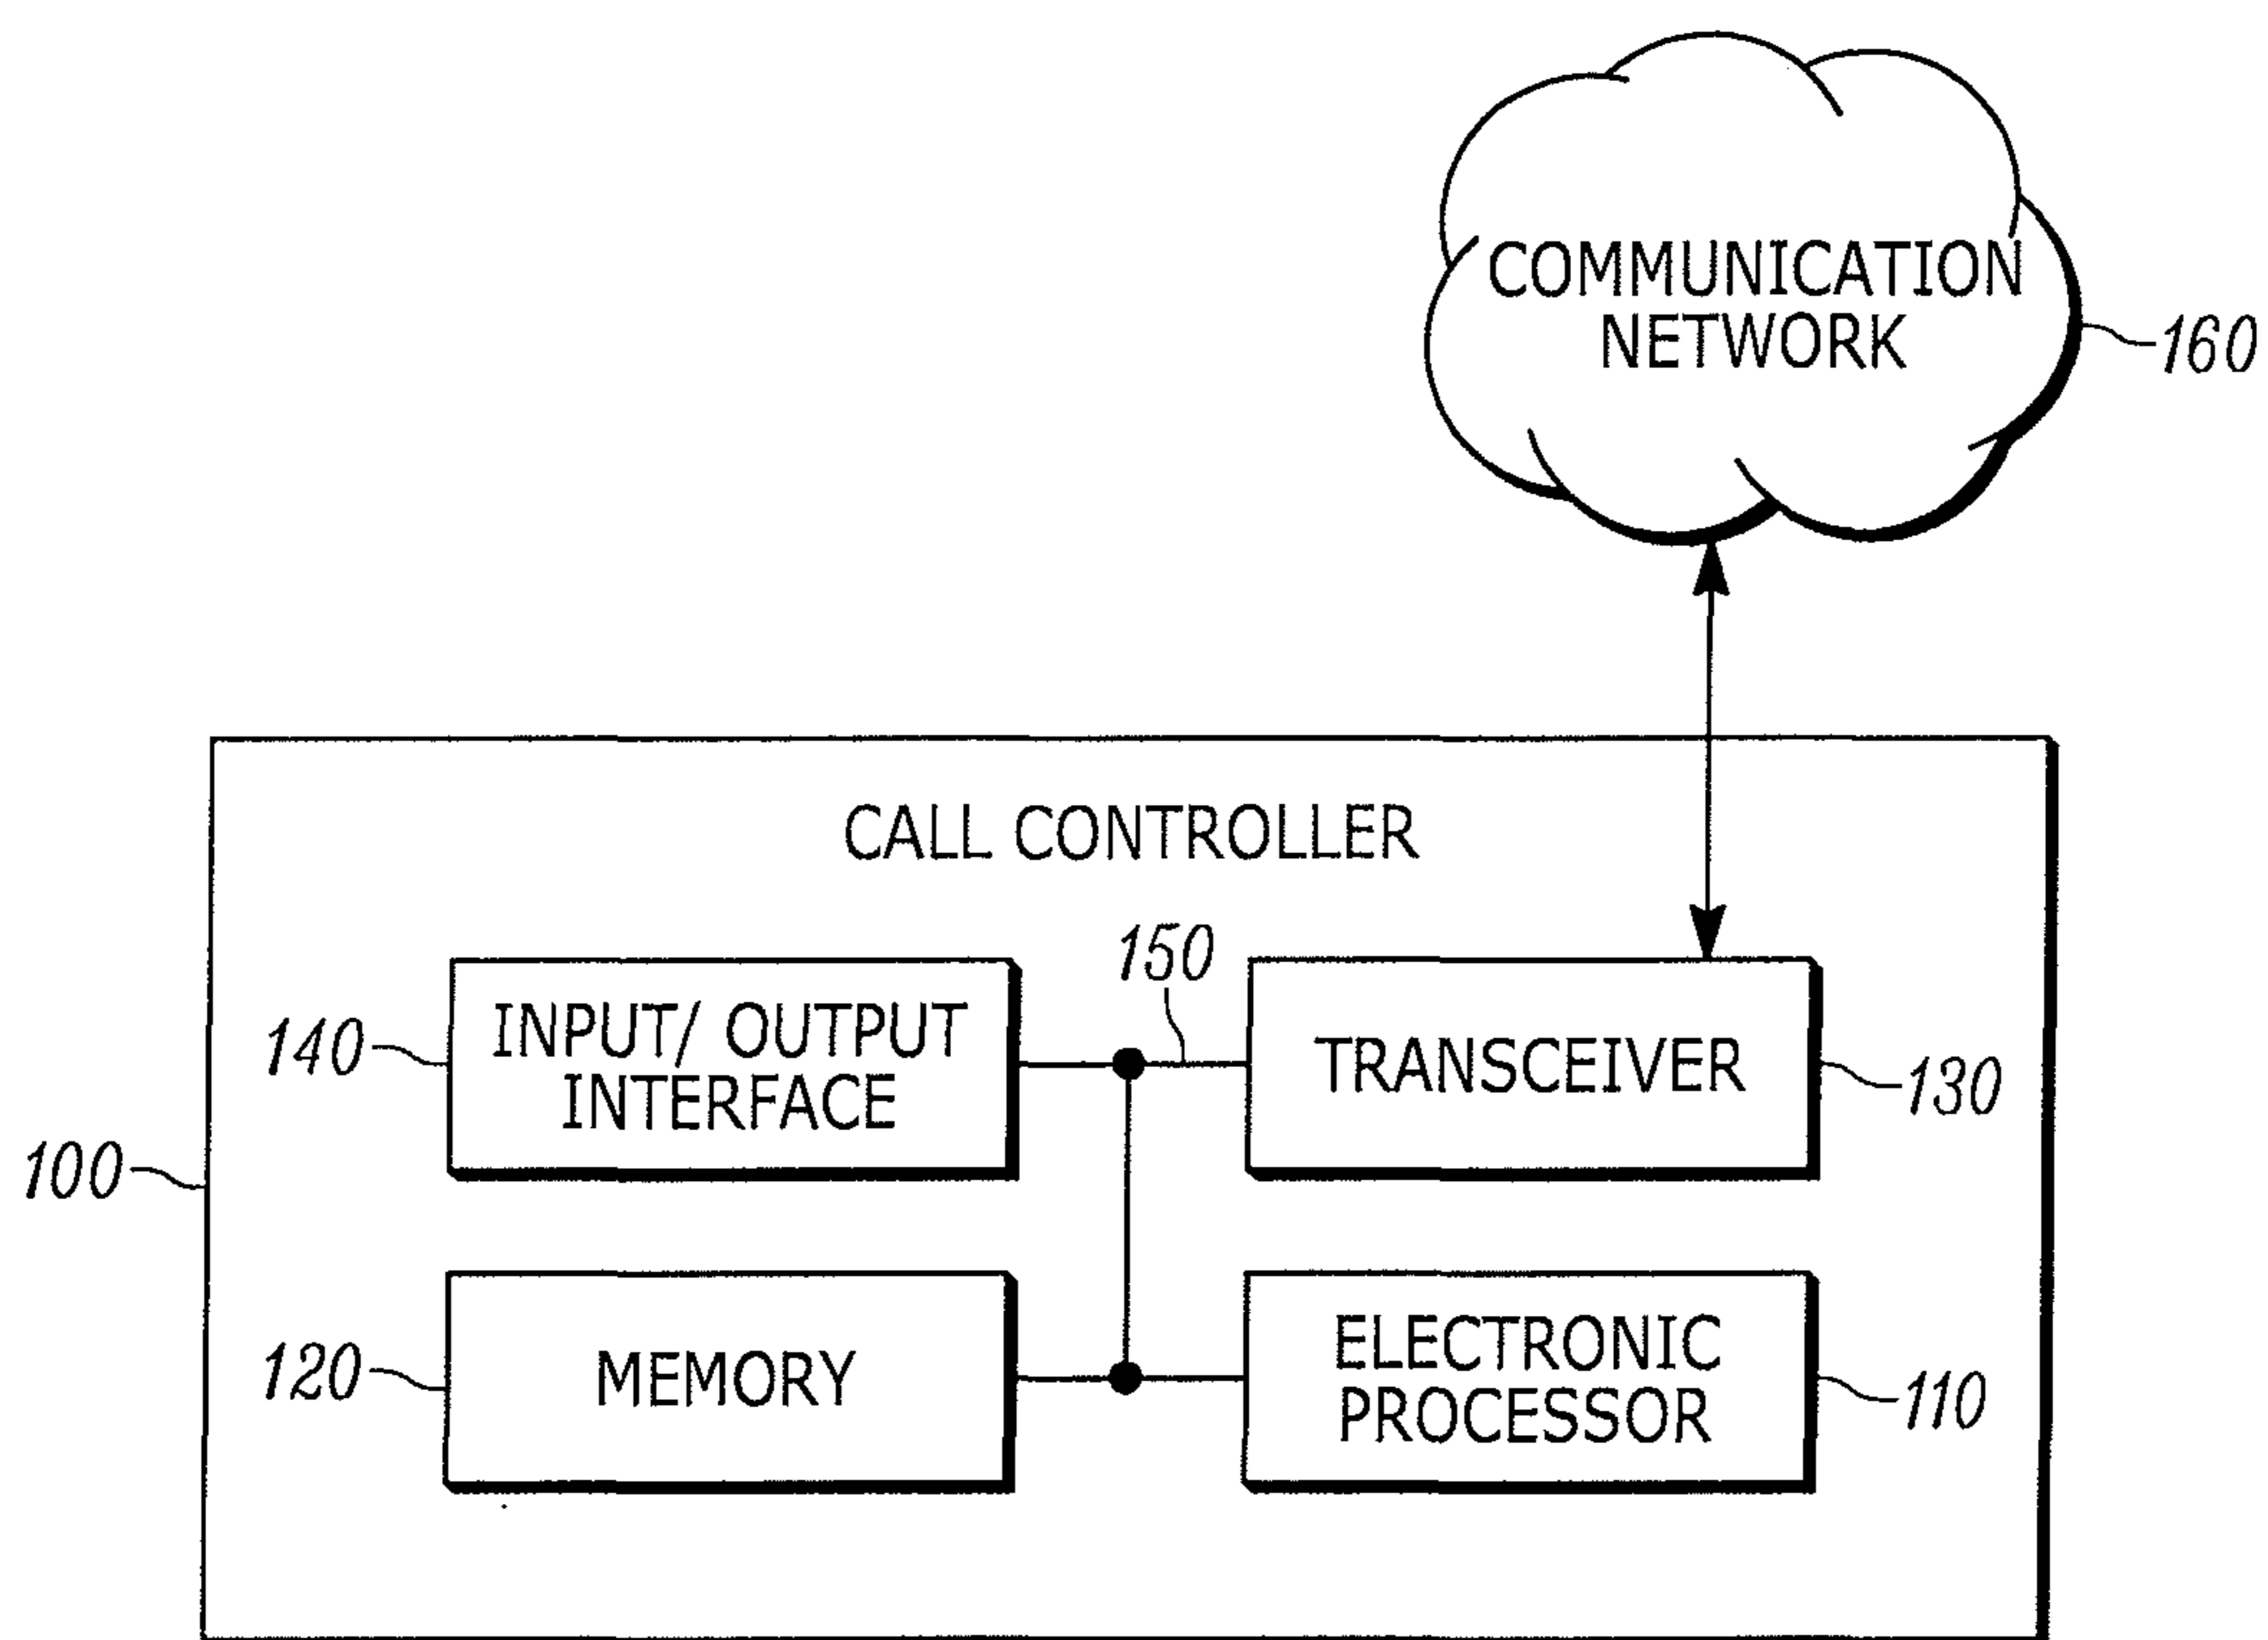 COMMUNICATION
NETWORK
160
CALL CONTROLLER
150
140
INPUT/ OUTPUT
INTERFACE
TRANSCEIVER
130
100
120
MEMORY
ELECTRONIC
PROCESSOR
110